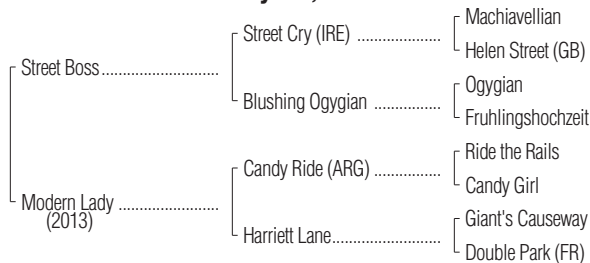 Machiavellian
Street Cry (IRE) ..................
Helen Street (GB)
Street Boss.........................
Ogygian
Blushing Ogygian ................
Fruhlingshochzeit
Ride the Rails
Candy Ride (ARG) ................
Candy Girl
Modern Lady .....................
(2013)
Giant's Causeway
Harriett Lane.........................
Double Park (FR)